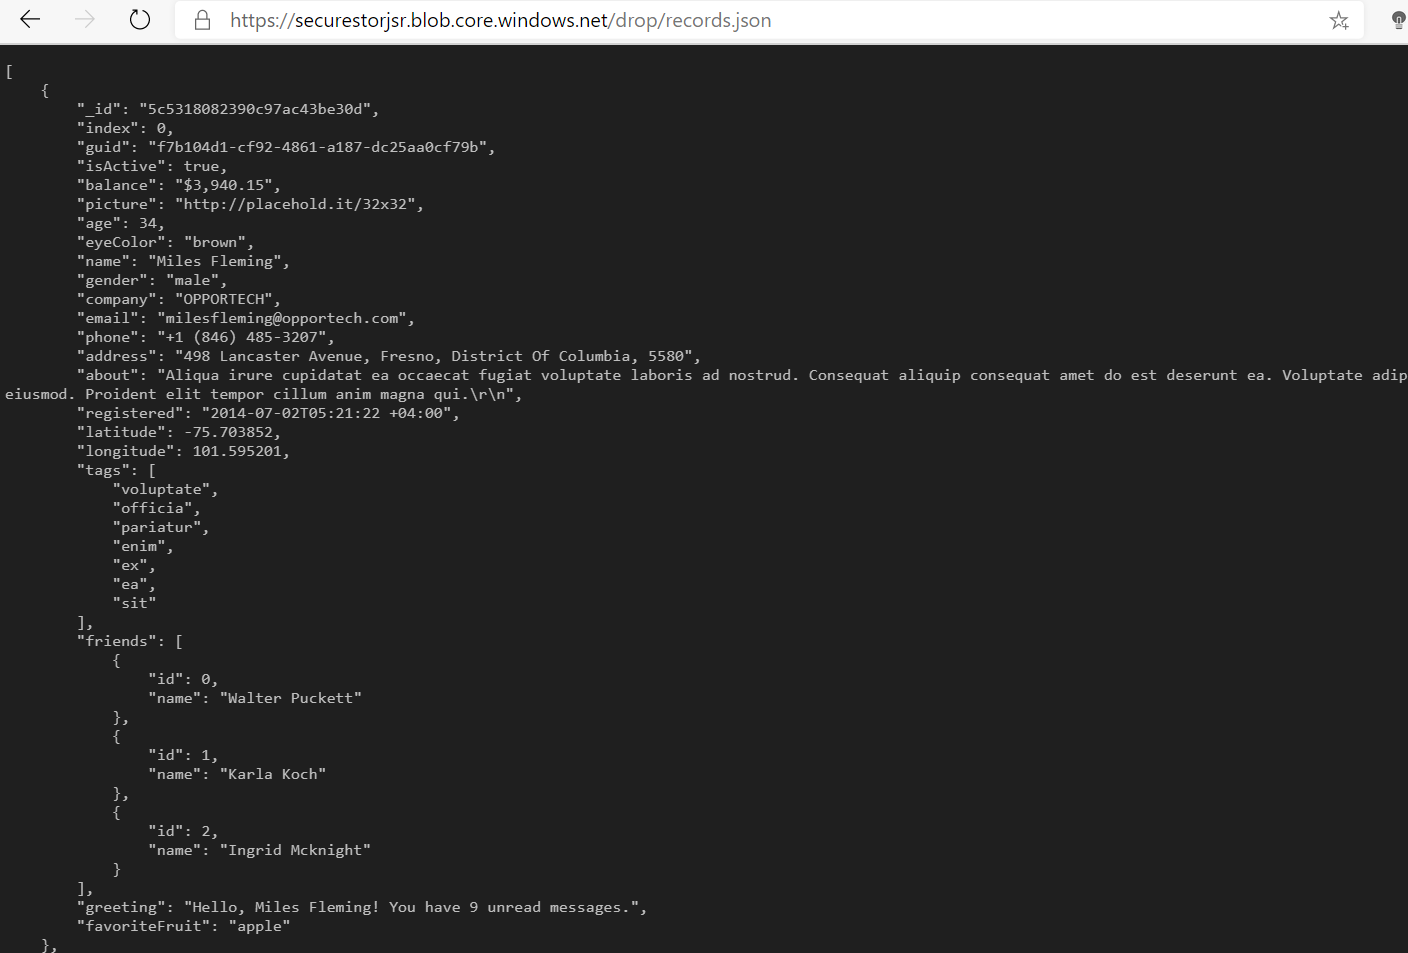 https://securestorjsr.blob.core.windows.net/drop/records.json
[
    {
        "_id": "5c5318082390c97ac43be30d",
        "index": 0,
        "guid": "f7b104d1-cf92-4861-a187-dc25aa0cf79b",
        "isActive": true,
        "balance": "$3,940.15",
        "picture": "http://placehold.it/32x32",
        "age": 34,
        "eyeColor": "brown",
        "name": "Miles Fleming",
        "gender": "male",
        "company": "OPPORTECH",
        "email": "milesfleming@opportech.com",
        "phone": "+1 (846) 485-3207",
        "address": "498 Lancaster Avenue, Fresno, District Of Columbia, 5580",
        "about": "Aliqua irure cupidatat ea occaecat fugiat voluptate laboris ad nostrud. Consequat aliquip consequat amet do est deserunt ea. Voluptate adip
eiusmod. Proident elit tempor cillum anim magna qui.\r\n",
        "registered": "2014-07-02T05:21:22 +04:00",
        "latitude": -75.703852,
        "longitude": 101.595201,
        "tags": [
            "voluptate",
            "officia",
            "pariatur",
            "enim",
            "ex",
            "ea",
            "sit"
        ],
        "friends": [
            {
                "id": 0,
                "name": "Walter Puckett"
            },
            {
                "id": 1,
                "name": "Karla Koch"
            },
            {
                "id": 2,
                "name": "Ingrid Mcknight"
            }
        ],
        "greeting": "Hello, Miles Fleming! You have 9 unread messages.",
        "favoriteFruit": "apple"
    },